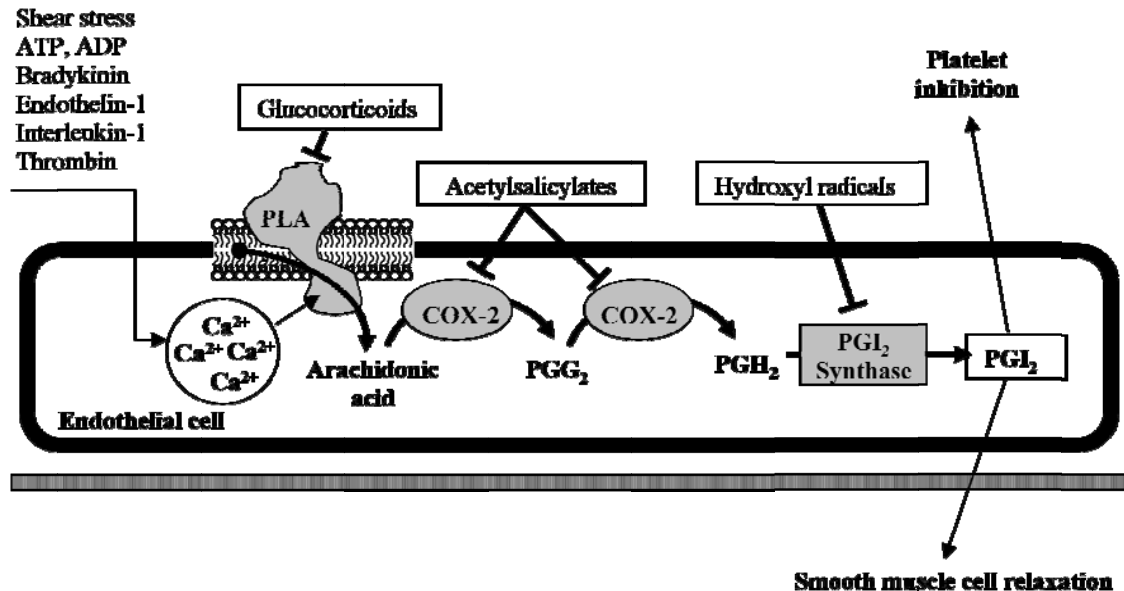 Shear stress
ATP, ADP
Bradykinin
Endothelin-1
Interleukin-1
Thrombin
Glucocorticoids
Platelet
inhibition
Acetylsalicylates
Hydroxyl radicals
PLA
COX-2
COX-2
Ca²⁺
Ca²⁺ Ca²⁺
Ca²⁺
Arachidonic
acid
PGG₂
PGH₂
PGI₂
Synthase
PGI₂
Endothelial cell
Smooth muscle cell relaxation